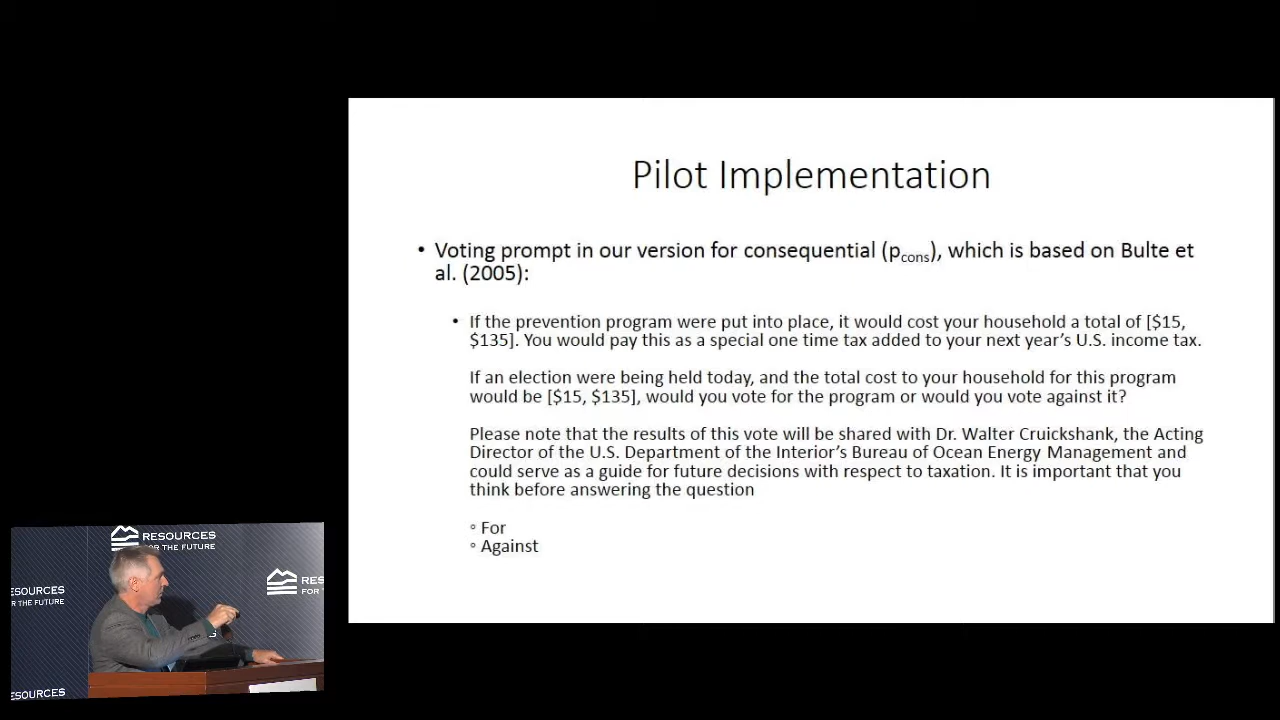 Pilot Implementation
• Voting prompt in our version for consequential (pcons), which is based on Bulte et
al. (2005):
• If the prevention program were put into place, it would cost your household a total of [$15,
$135]. You would pay this as a special one time tax added to your next year's U.S. income tax.
If an election were being held today, and the total cost to your household for this program
would be [$15, $135], would you vote for the program or would you vote against it?
Please note that the results of this vote will be shared with Dr. Walter Cruickshank, the Acting
Director of the U.S. Department of the Interior's Bureau of Ocean Energy Management and
could serve as a guide for future decisions with respect to taxation. It is important that you
think before answering the question
◦ For
◦ Against
RESOURCES
FOR THE FUTURE
RES
FOR
ESOURCES
R THE FUTURE
ESOURCES